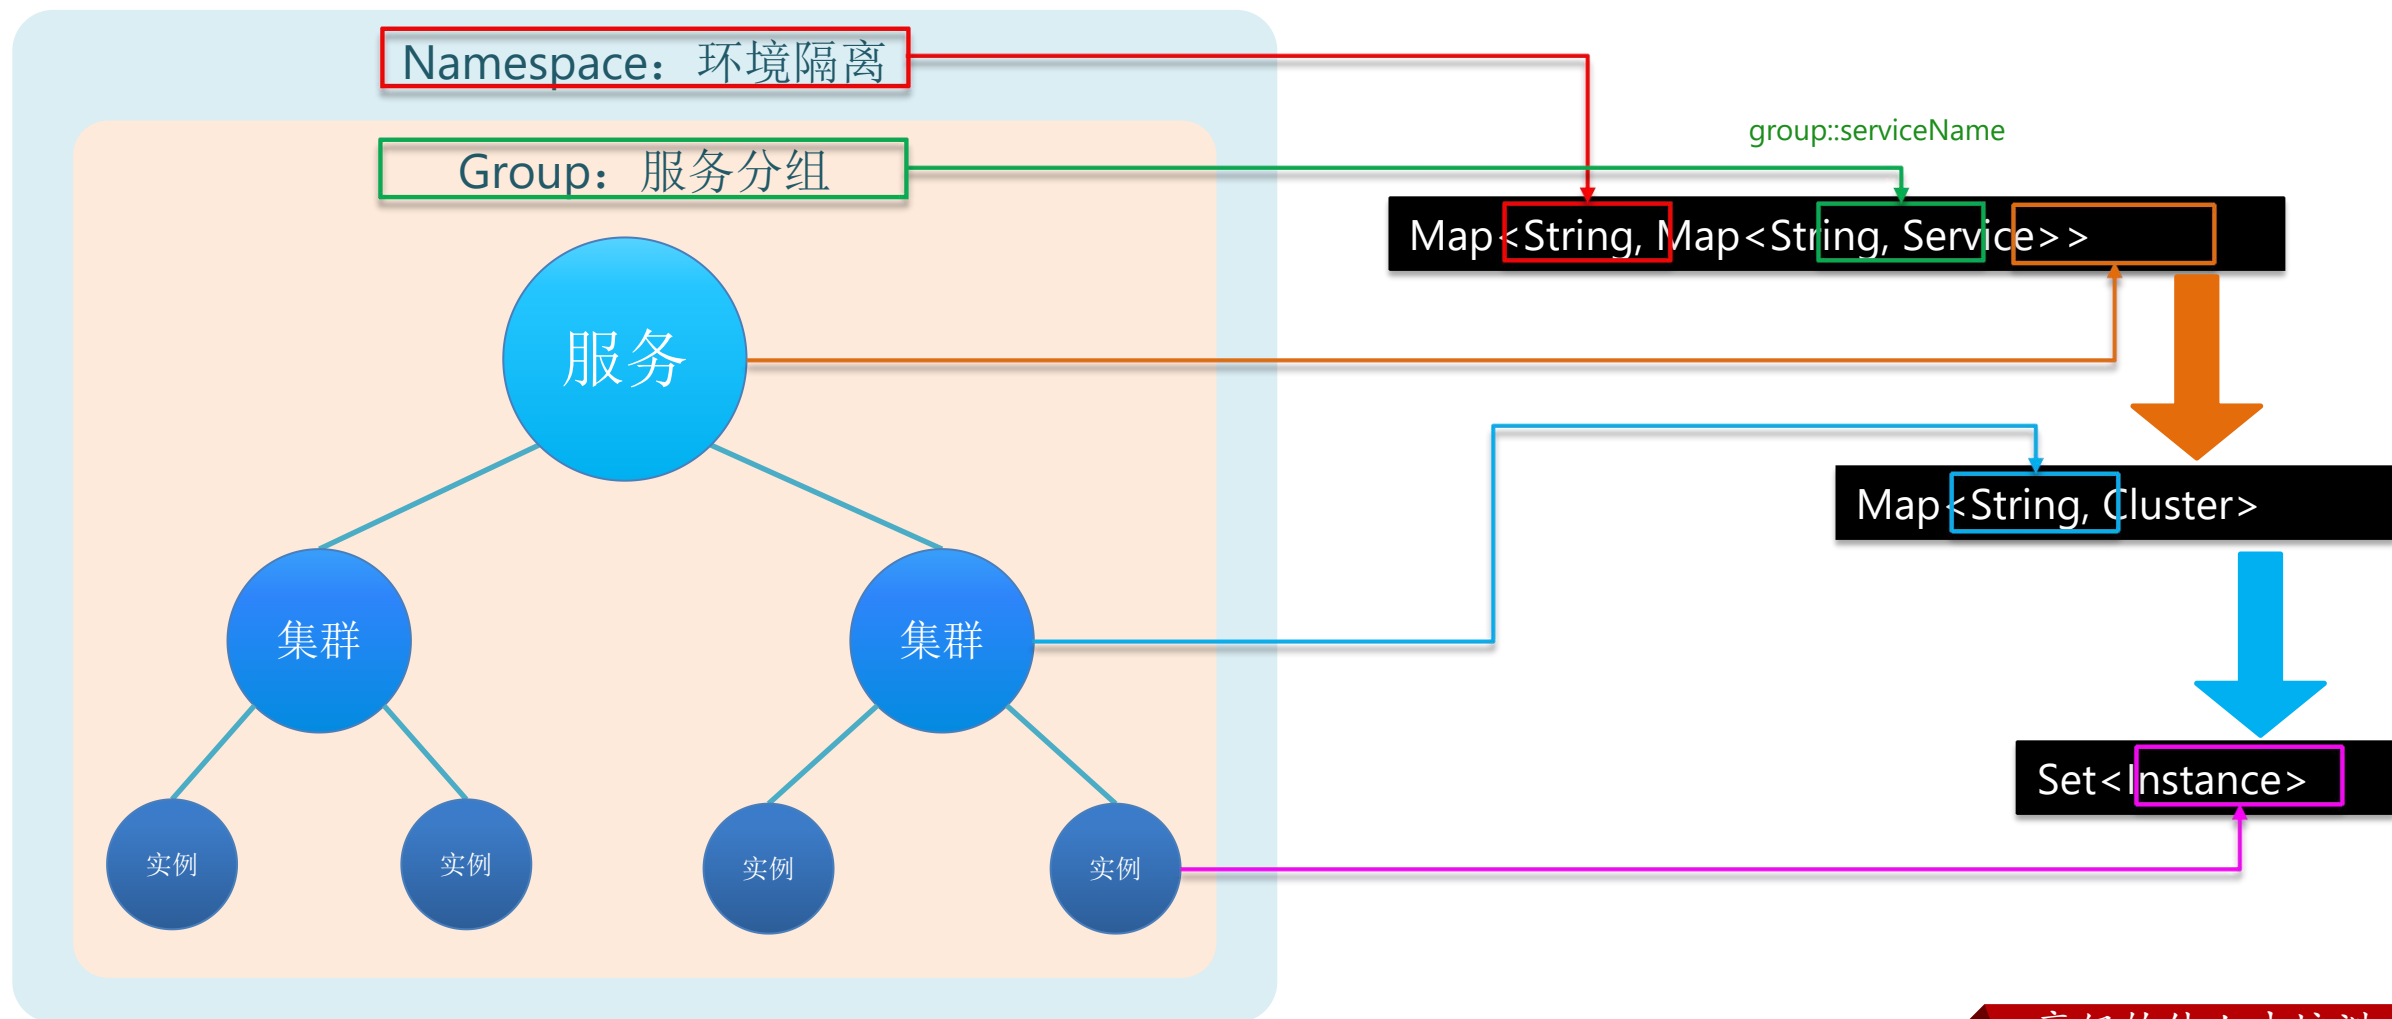 Namespace：环境隔离
group::serviceName
Group：服务分组
Map<String, Map<String, Service>>
服务
Map<String, Cluster>
集群
集群
Set<Instance>
实例
实例
实例
实例